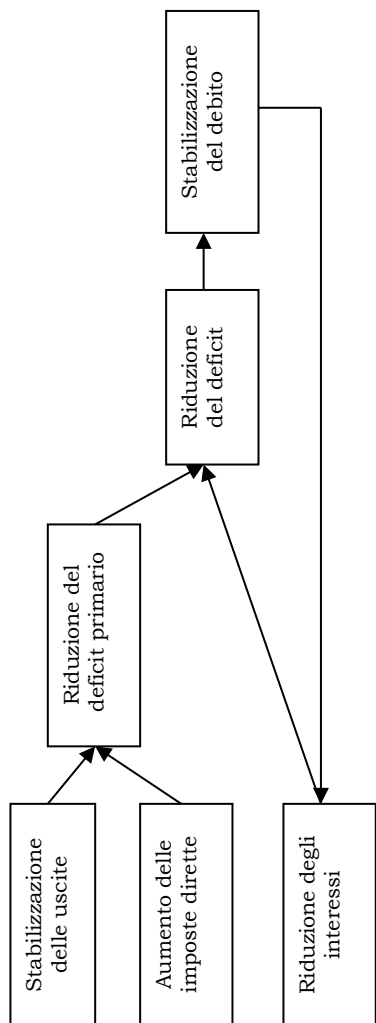 Stabilizzazione
delle uscite
Aumento delle
imposte dirette
Riduzione degli
interessi
Riduzione del
deficit primario
Riduzione
del deficit
Stabilizzazione
del debito